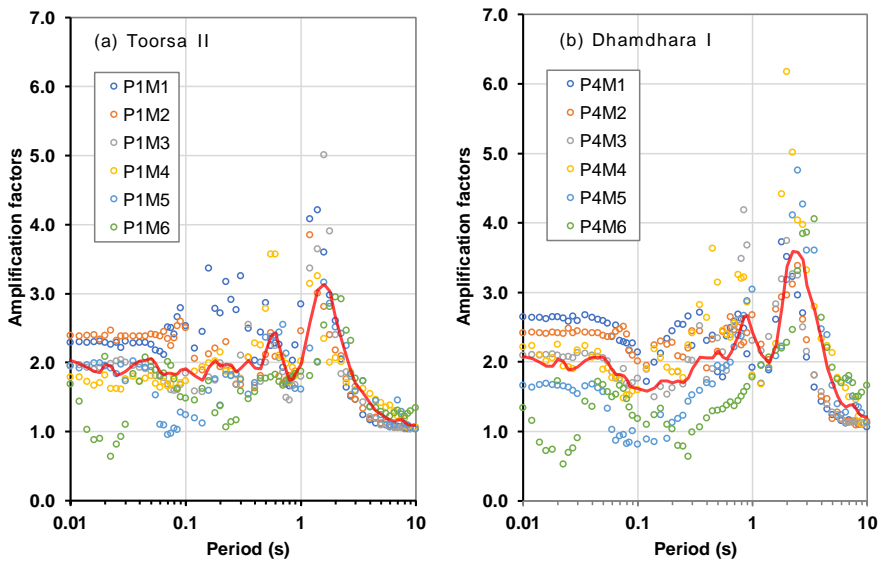 (a) Toorsa II
P1M1
P1M2
P1M3
P1M4
P1M5
P1M6
Amplification factors
7.0
6.0
5.0
4.0
3.0
2.0
1.0
0.0
0.01
0.1
1
10
Period (s)
(b) Dhamdhara I
P4M1
P4M2
P4M3
P4M4
P4M5
P4M6
Amplification factors
7.0
6.0
5.0
4.0
3.0
2.0
1.0
0.0
0.01
0.1
1
10
Period (s)